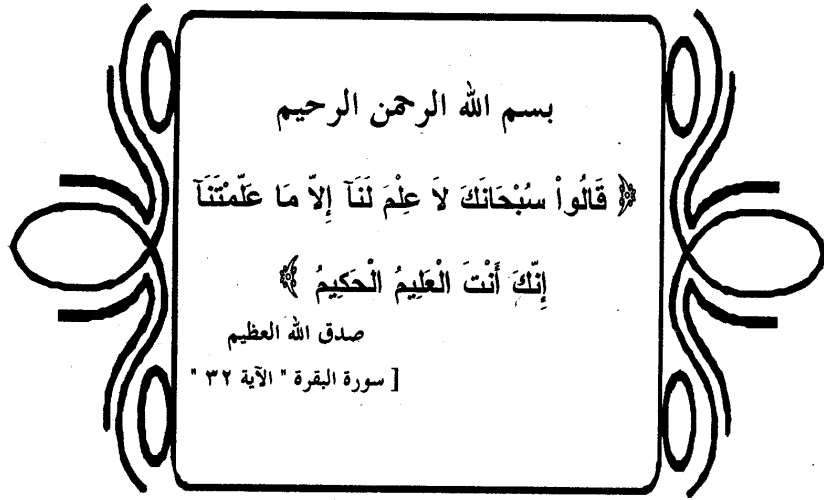 بسم الله الرحمن الرحيم
﴿ قَالُواْ سُبْحَانَكَ لاَ عِلْمَ لَنَآ إِلاّ مَا عَلّمْتَنَآ
إِنّكَ أَنْتَ الْعَلِيمُ الْحَكِيمُ ﴾
صدق الله العظيم
[ سورة البقرة " الآية ٣٢ "